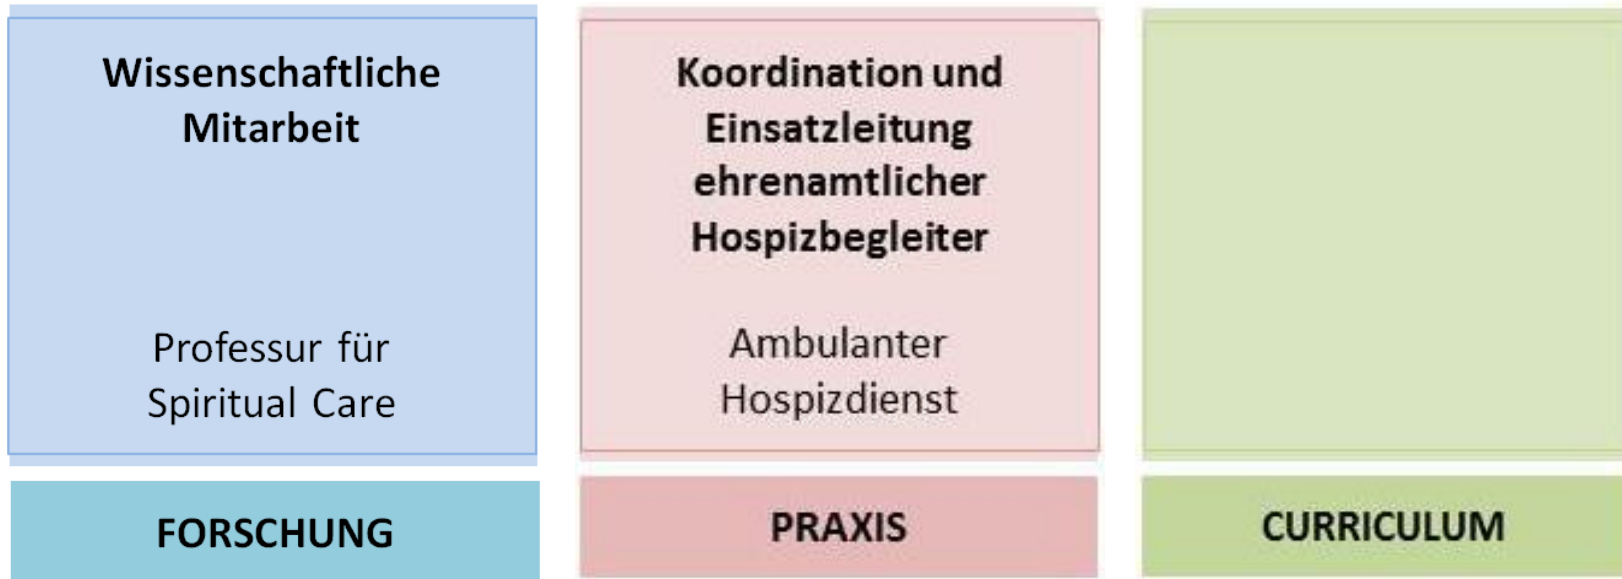 Wissenschaftliche
Mitarbeit
Professur für
Spiritual Care
FORSCHUNG
Koordination und
Einsatzleitung
ehrenamtlicher
Hospizbegleiter
Ambulanter
Hospizdienst
PRAXIS
CURRICULUM